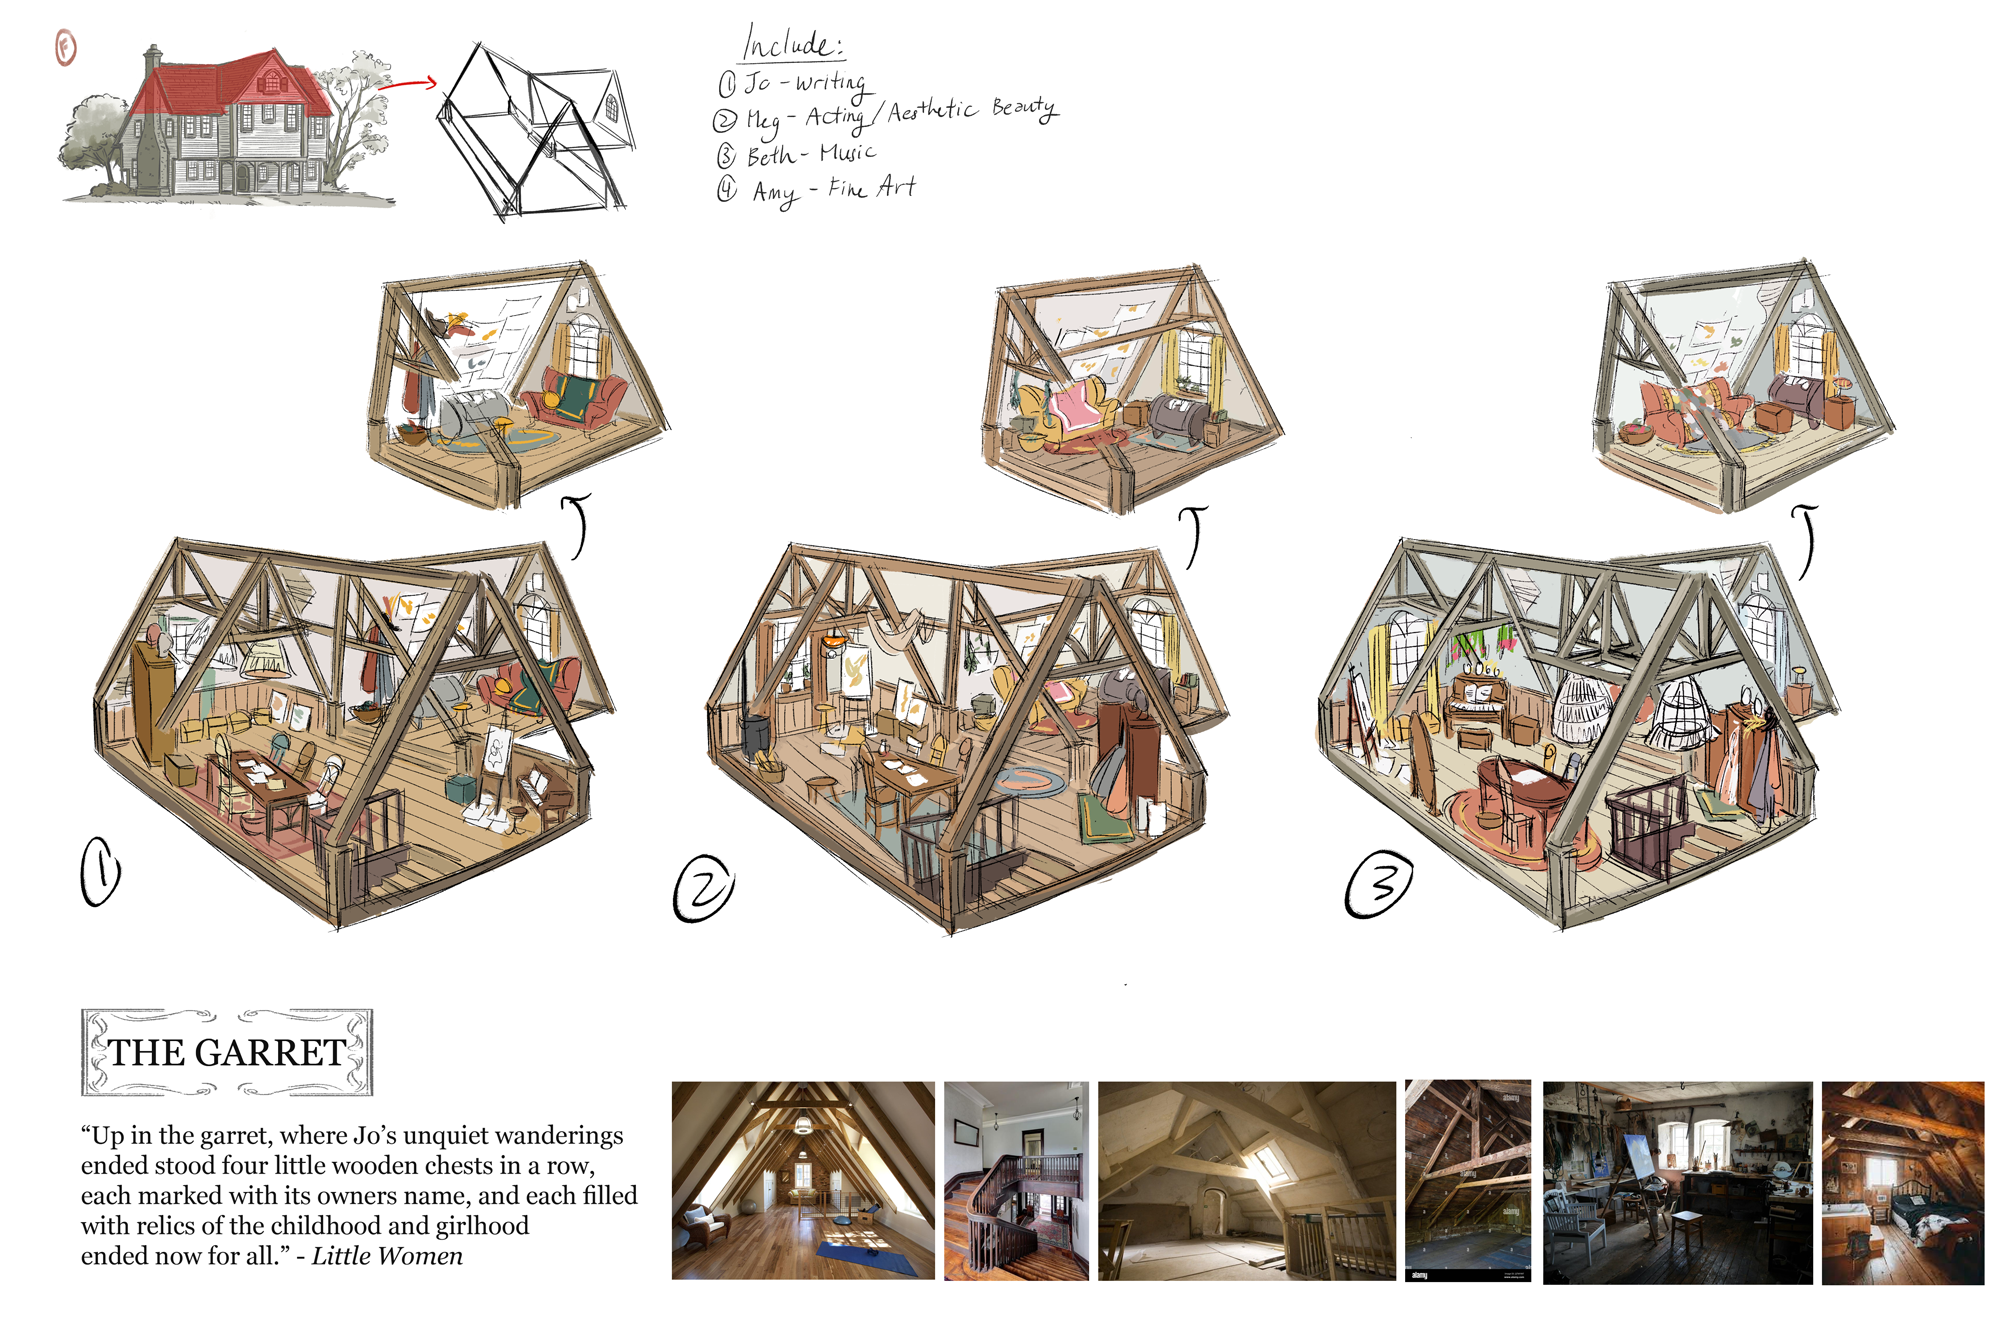 F
Include:
① Jo - Writing
② Meg - Acting/Aesthetic Beauty
③ Beth - Music
④ Amy - Fine Art
①
②
③
THE GARRET
“Up in the garret, where Jo’s unquiet wanderings
ended stood four little wooden chests in a row,
each marked with its owners name, and each filled
with relics of the childhood and girlhood
ended now for all.” - Little Women
alamy
alamy
alamy
alamy